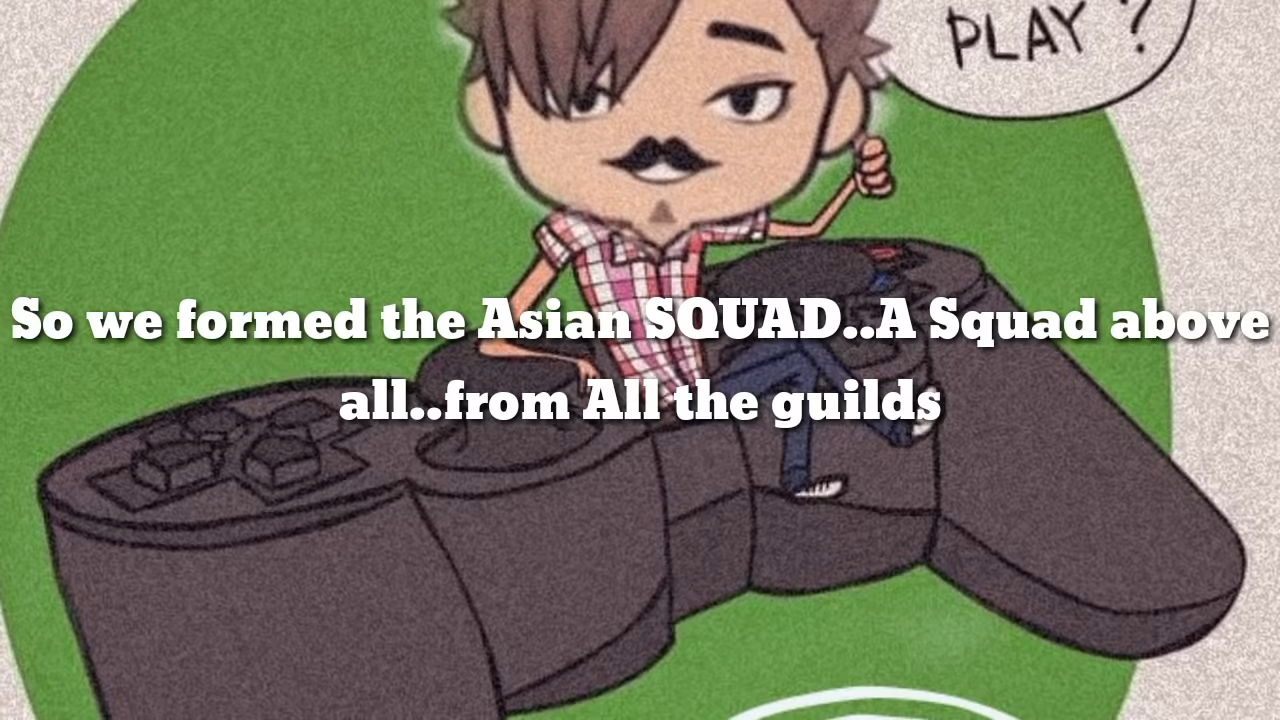 PLAY ?
So we formed the Asian SQUAD..A Squad above
all..from All the guilds